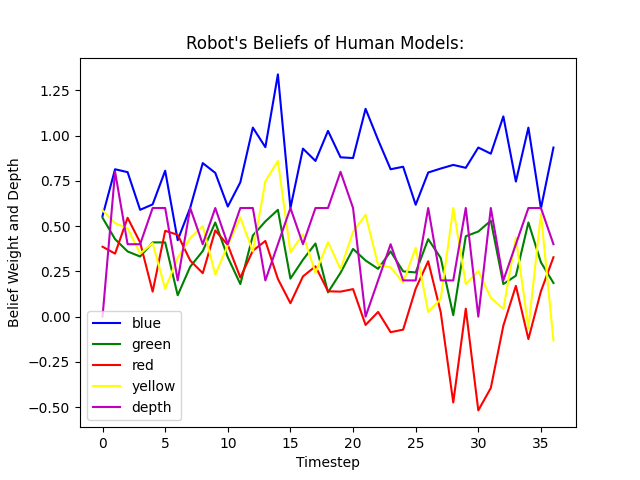 Robot's Beliefs of Human Models:
Belief Weight and Depth
1.25
1.00
0.75
0.50
0.25
0.00
−0.25
−0.50
blue
green
red
yellow
depth
0 5 10 15 20 25 30 35
Timestep